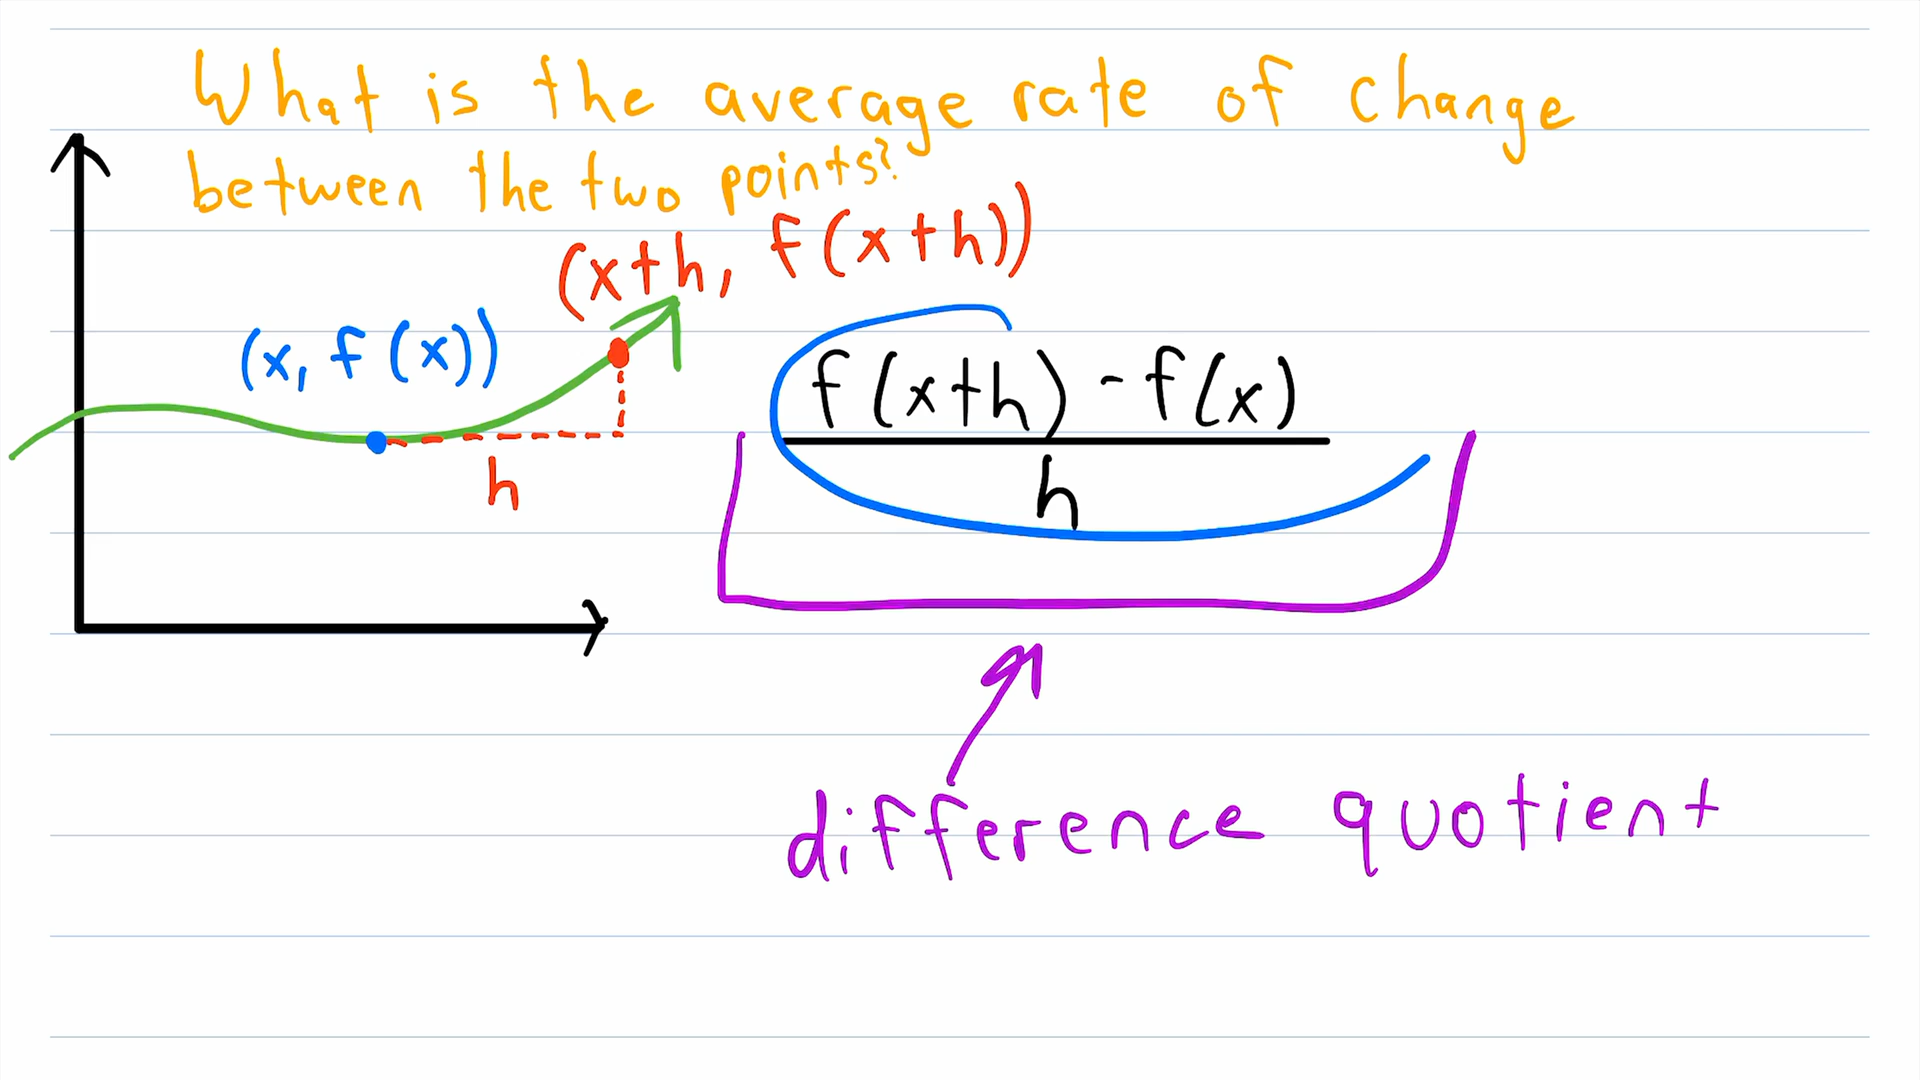 What is the average rate of change
between the two points?
(x+h, f(x+h))
(x, f(x))
f(x+h) - f(x)
h
h
difference quotient